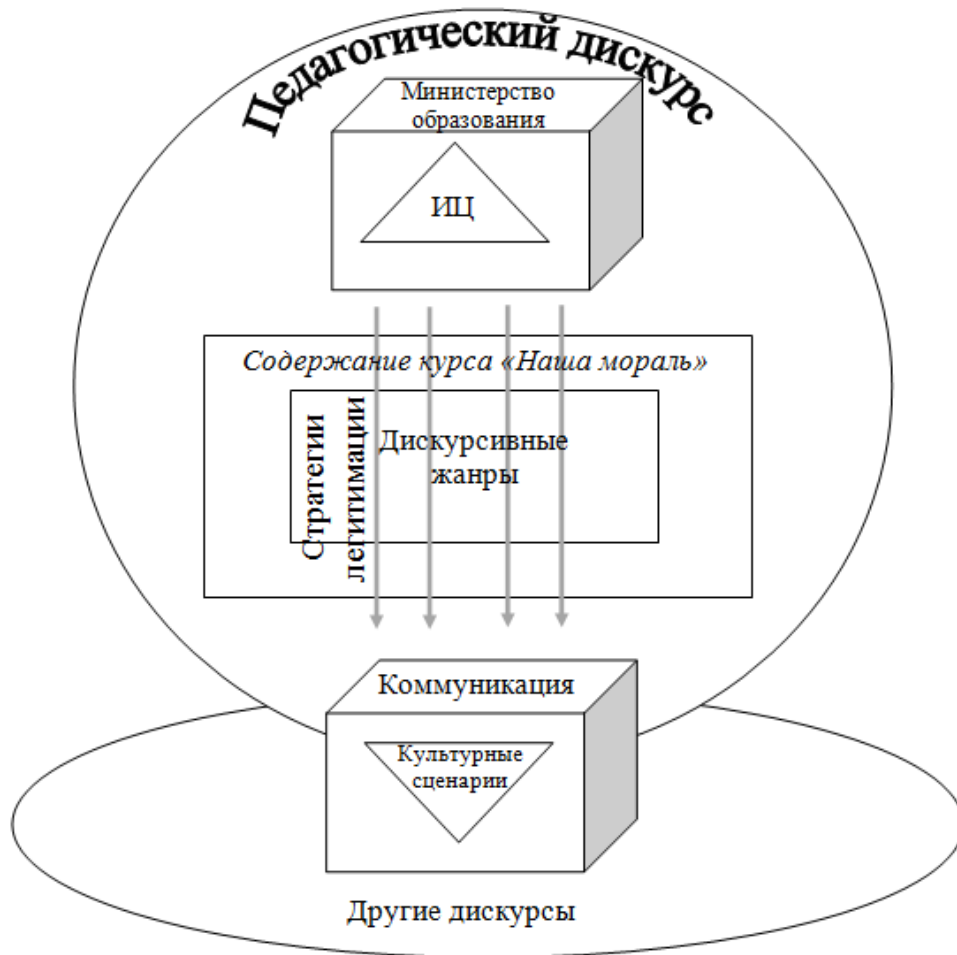 Педагогический дискурс
Министерство
образования
ИЦ
Содержание курса «Наша мораль»
Стратегии
легитимации
Дискурсивные
жанры
Коммуникация
Культурные
сценарии
Другие дискурсы